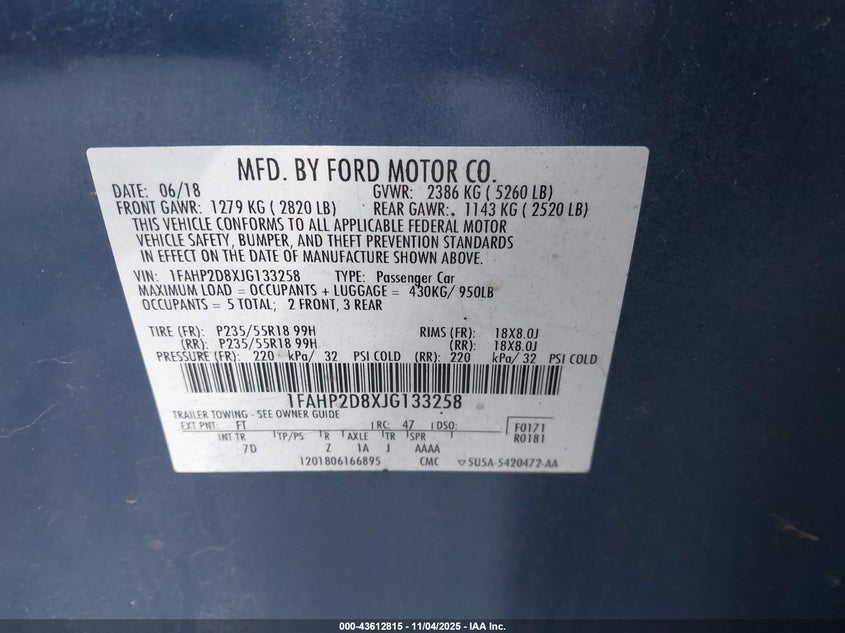 MFD. BY FORD MOTOR CO.
DATE: 06/18 GVWR: 2386 KG ( 5260 LB)
FRONT GAWR: 1279 KG ( 2820 LB) REAR GAWR: 1143 KG ( 2520 LB)
THIS VEHICLE CONFORMS TO ALL APPLICABLE FEDERAL MOTOR
VEHICLE SAFETY, BUMPER, AND THEFT PREVENTION STANDARDS
IN EFFECT ON THE DATE OF MANUFACTURE SHOWN ABOVE.
VIN: 1FAHP2D8XJG133258 TYPE: Passenger Car
MAXIMUM LOAD = OCCUPANTS + LUGGAGE = 430KG/ 950LB
OCCUPANTS = 5 TOTAL; 2 FRONT, 3 REAR
TIRE (FR): P235/55R18 99H RIMS (FR): 18X8.0J
(RR): P235/55R18 99H (RR): 18X8.0J
PRESSURE (FR): 220 kPa/ 32 PSI COLD (RR): 220 kPa/ 32 PSI COLD
1FAHP2D8XJG133258
TRAILER TOWING - SEE OWNER GUIDE
EXT PNT: FT RC: 47 DSO: F0171
INT TR TP/PS R AXLE TR SPR R0181
7D Z 1A J AAAA
1201806166895 CMC 5U5A-5420472-AA
000-43612815 - 11/04/2025 - IAA Inc.